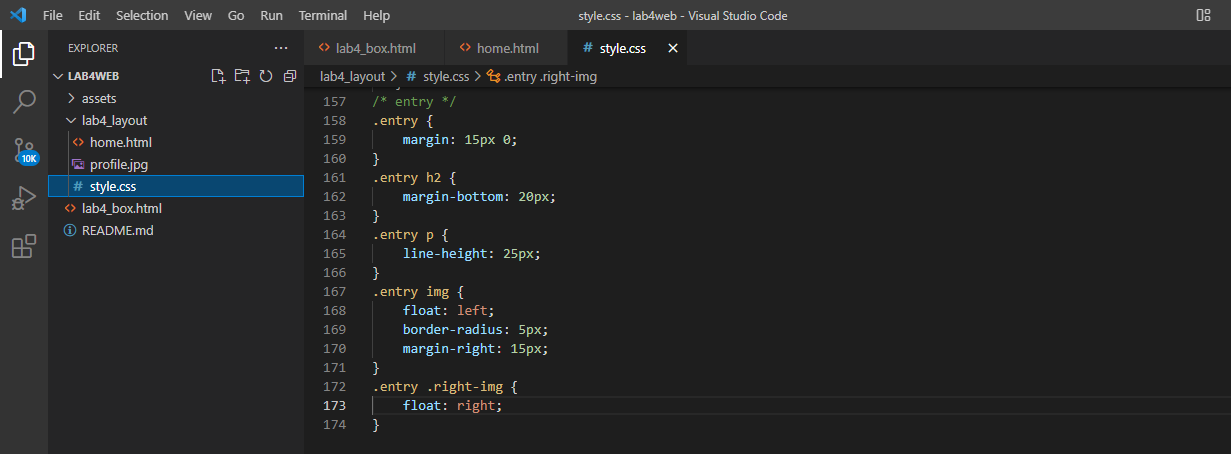 File Edit Selection View Go Run Terminal Help style.css - lab4web - Visual Studio Code
EXPLORER
LAB4WEB
assets
lab4_layout
home.html
profile.jpg
style.css
lab4_box.html
README.md
10K
lab4_box.html home.html # style.css
lab4_layout > # style.css > .entry .right-img
157 /* entry */
158 .entry {
159 margin: 15px 0;
160 }
161 .entry h2 {
162 margin-bottom: 20px;
163 }
164 .entry p {
165 line-height: 25px;
166 }
167 .entry img {
168 float: left;
169 border-radius: 5px;
170 margin-right: 15px;
171 }
172 .entry .right-img {
173 float: right;
174 }